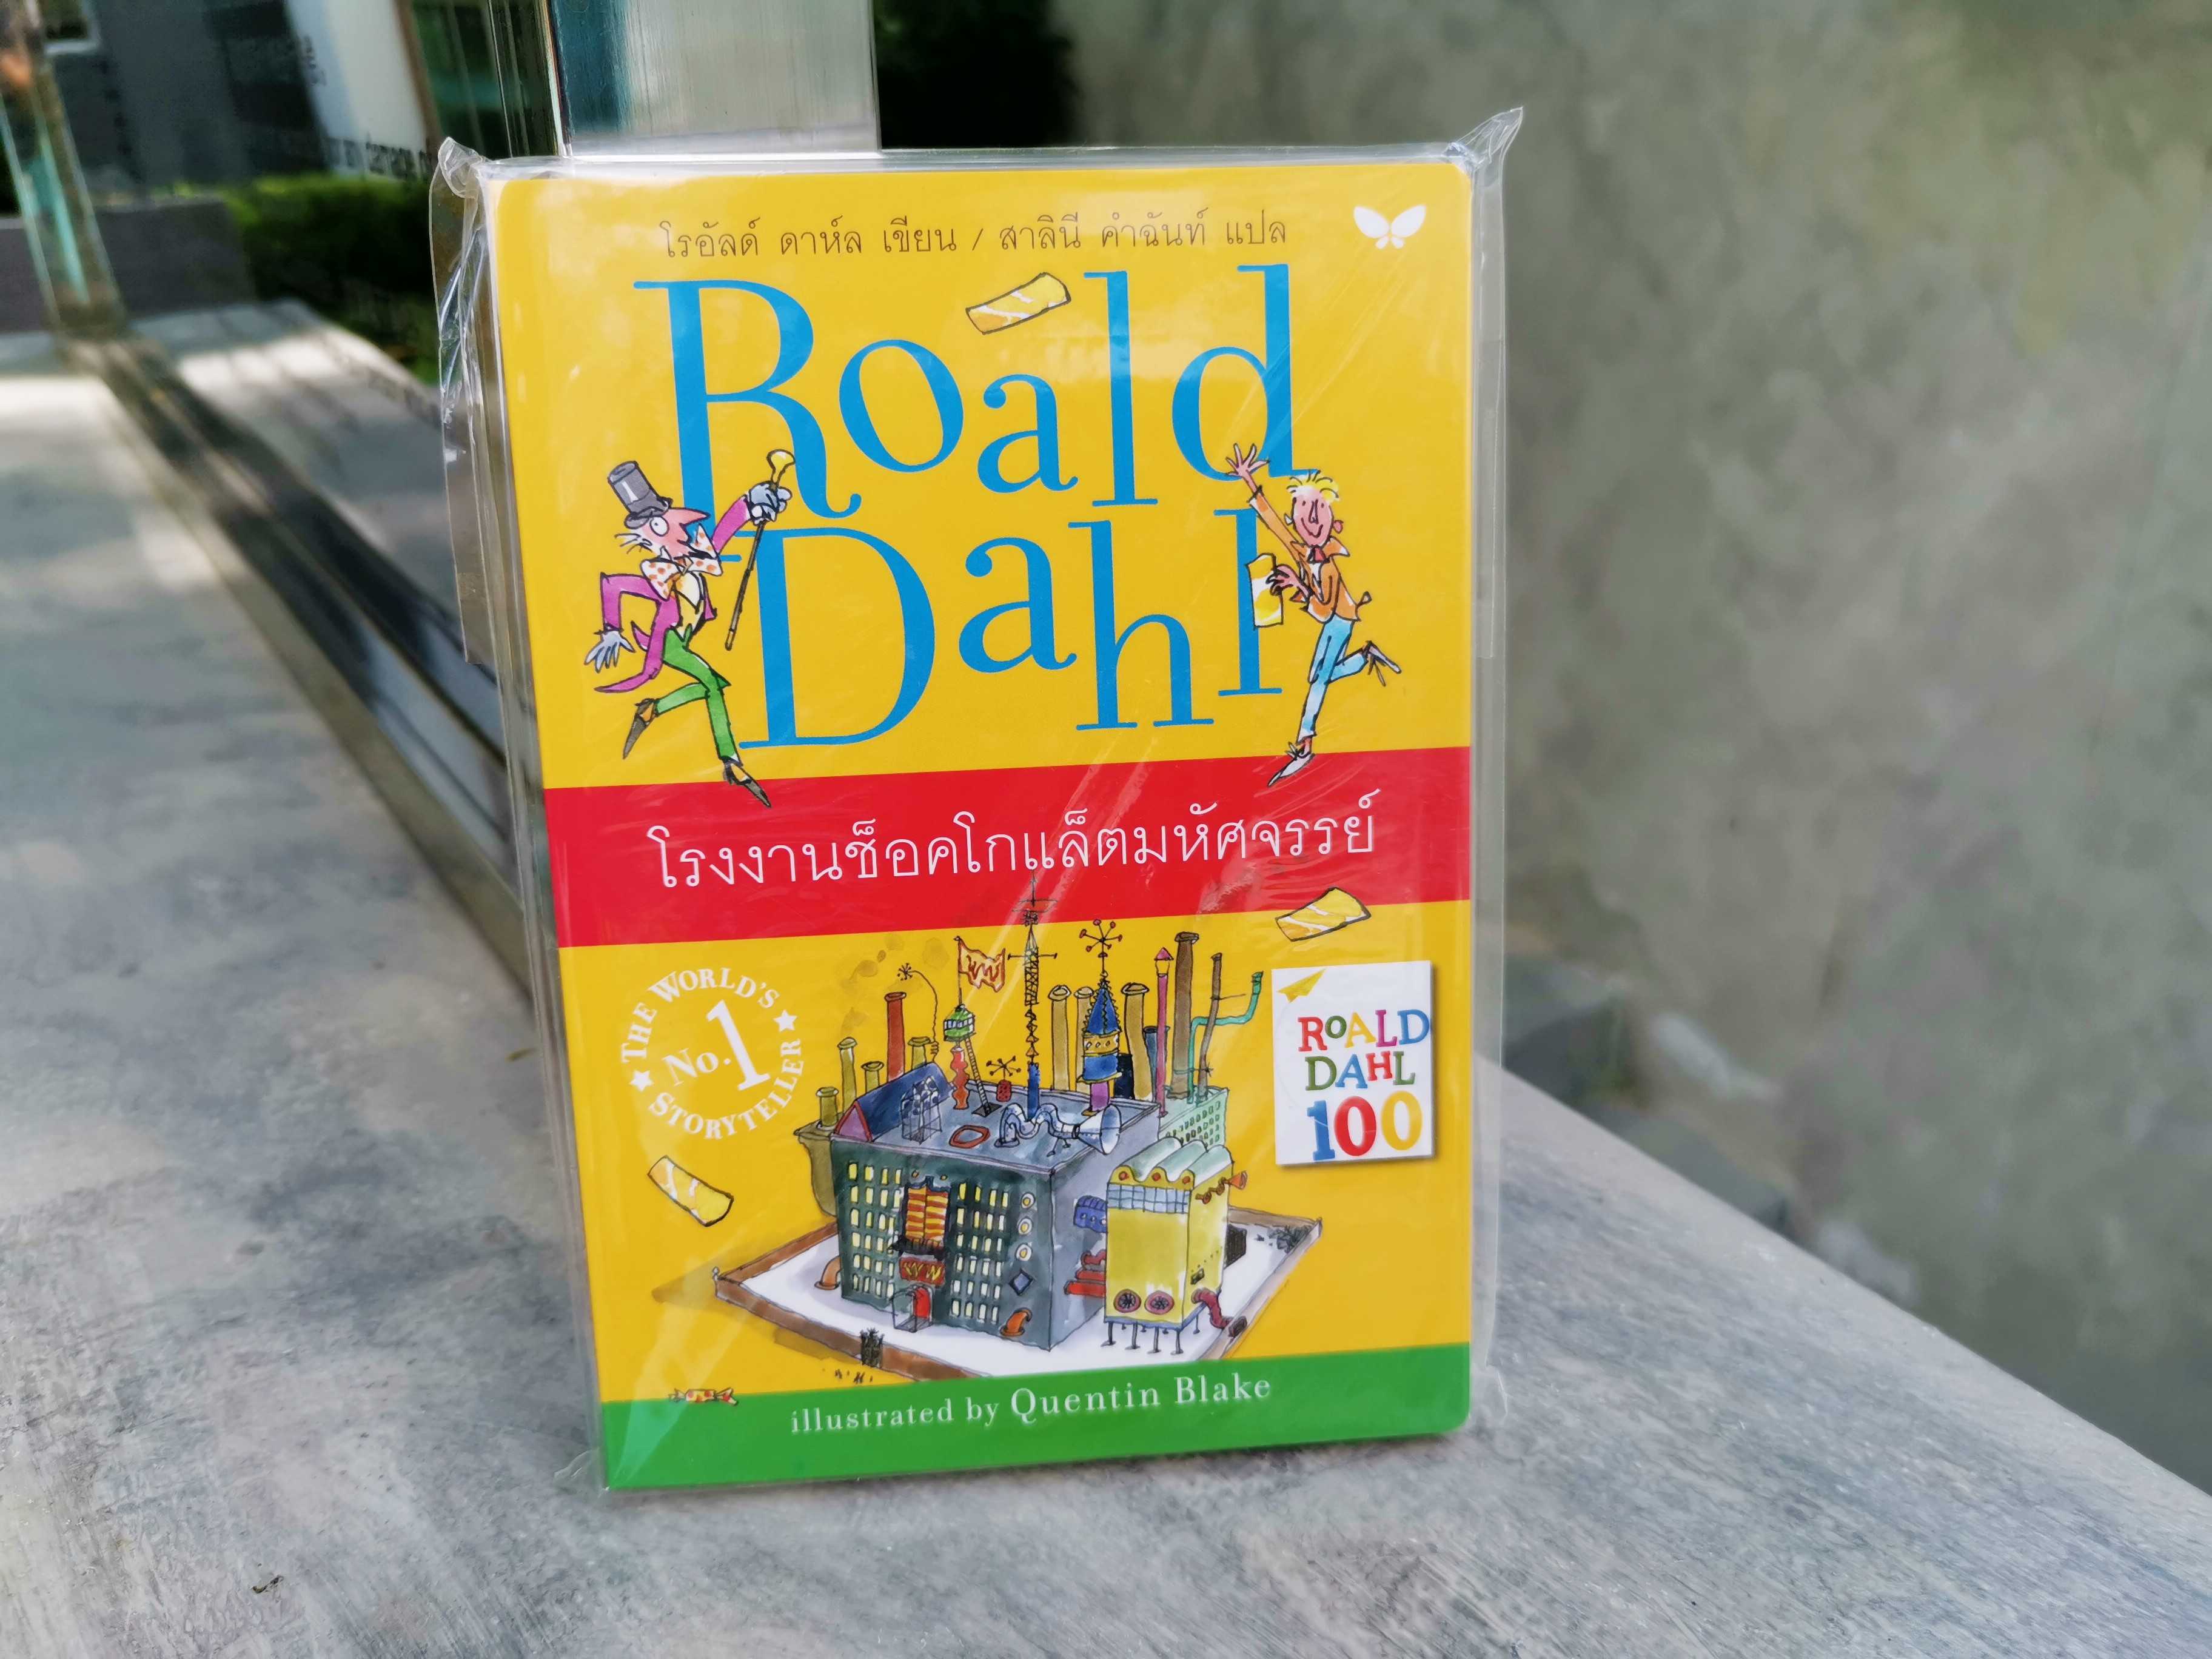 โรอัลด์ ดาห์ล เขียน / สาลินี คำฉันท์ แปล
Roald
Dahl
โรงงานช็อคโกแล็ตมหัศจรรย์
THE WORLD'S
No. 1
STORYTELLER
ROALD
DAHL
100
illustrated by Quentin Blake